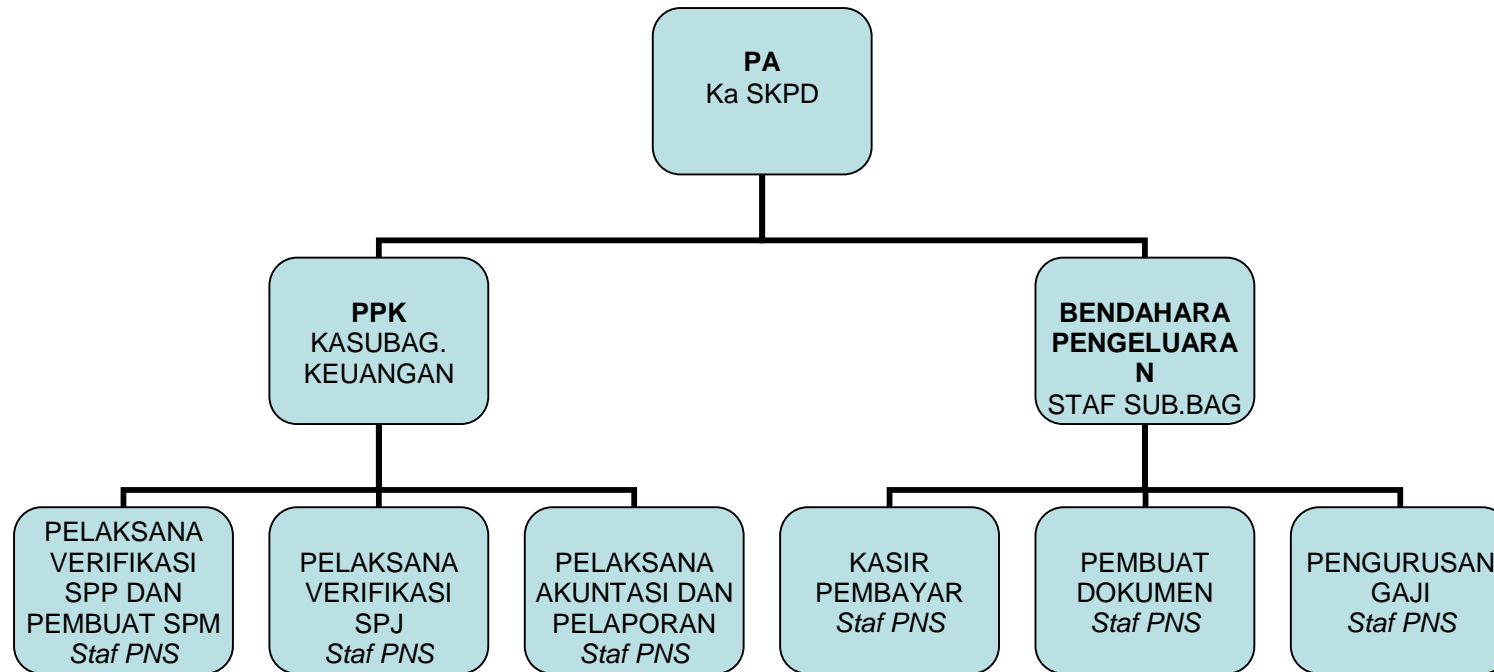 PA
Ka SKPD
PPK
KASUBAG.
KEUANGAN
BENDAHARA
PENGELUARA
N
STAF SUB.BAG
PELAKSANA
VERIFIKASI
SPP DAN
PEMBUAT SPM
Staf PNS
PELAKSANA
VERIFIKASI
SPJ
Staf PNS
PELAKSANA
AKUNTASI DAN
PELAPORAN
Staf PNS
KASIR
PEMBAYAR
Staf PNS
PEMBUAT
DOKUMEN
Staf PNS
PENGURUSAN
GAJI
Staf PNS